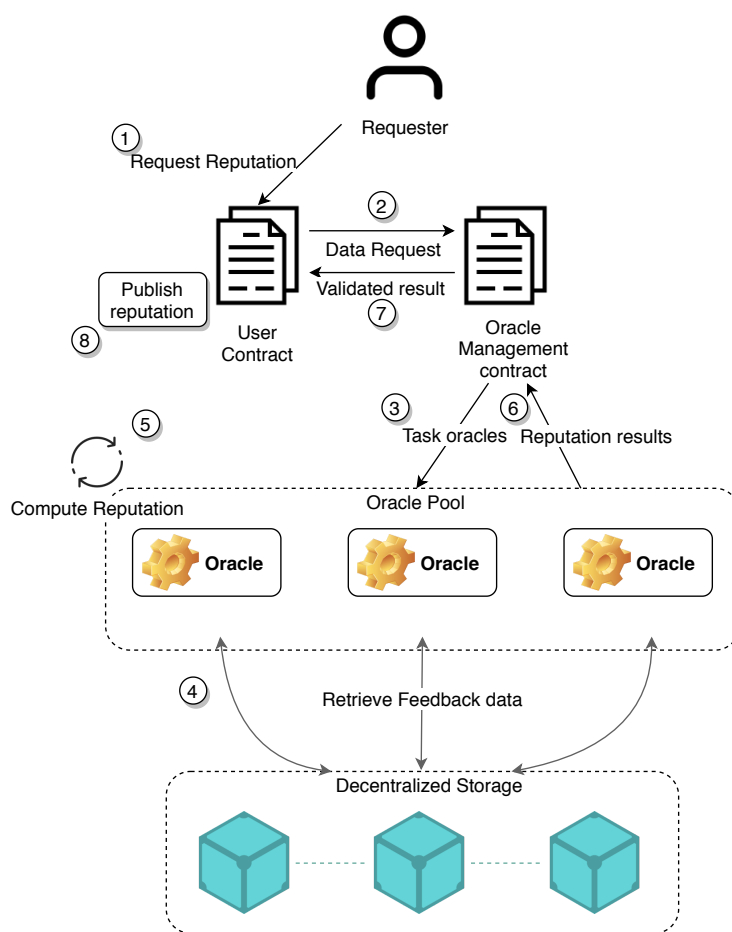 Requester
1
Request Reputation
2
Data Request
Validated result
7
Publish
reputation
8
User
Contract
Oracle
Management
contract
3
Task oracles
6
Reputation results
5
Compute Reputation
Oracle Pool
Oracle
Oracle
Oracle
4
Retrieve Feedback data
Decentralized Storage